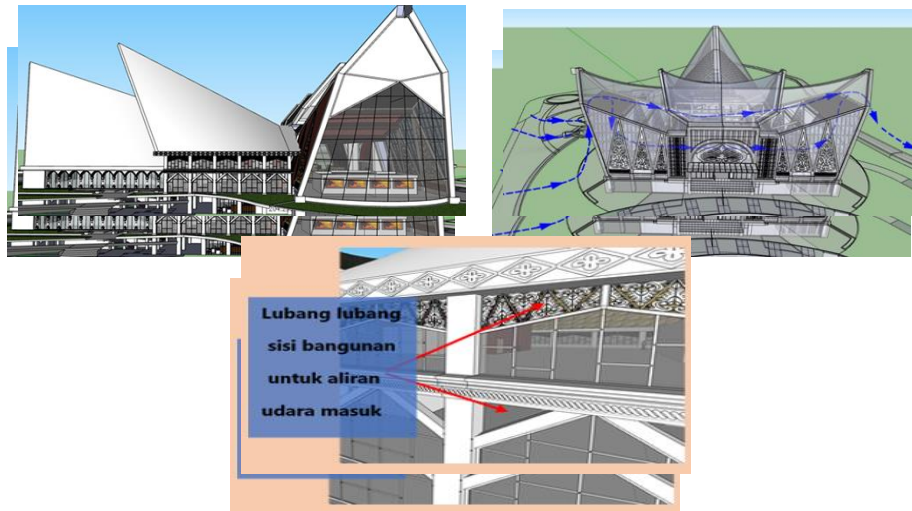 Lubang lubang
sisi bangunan
untuk aliran
udara masuk